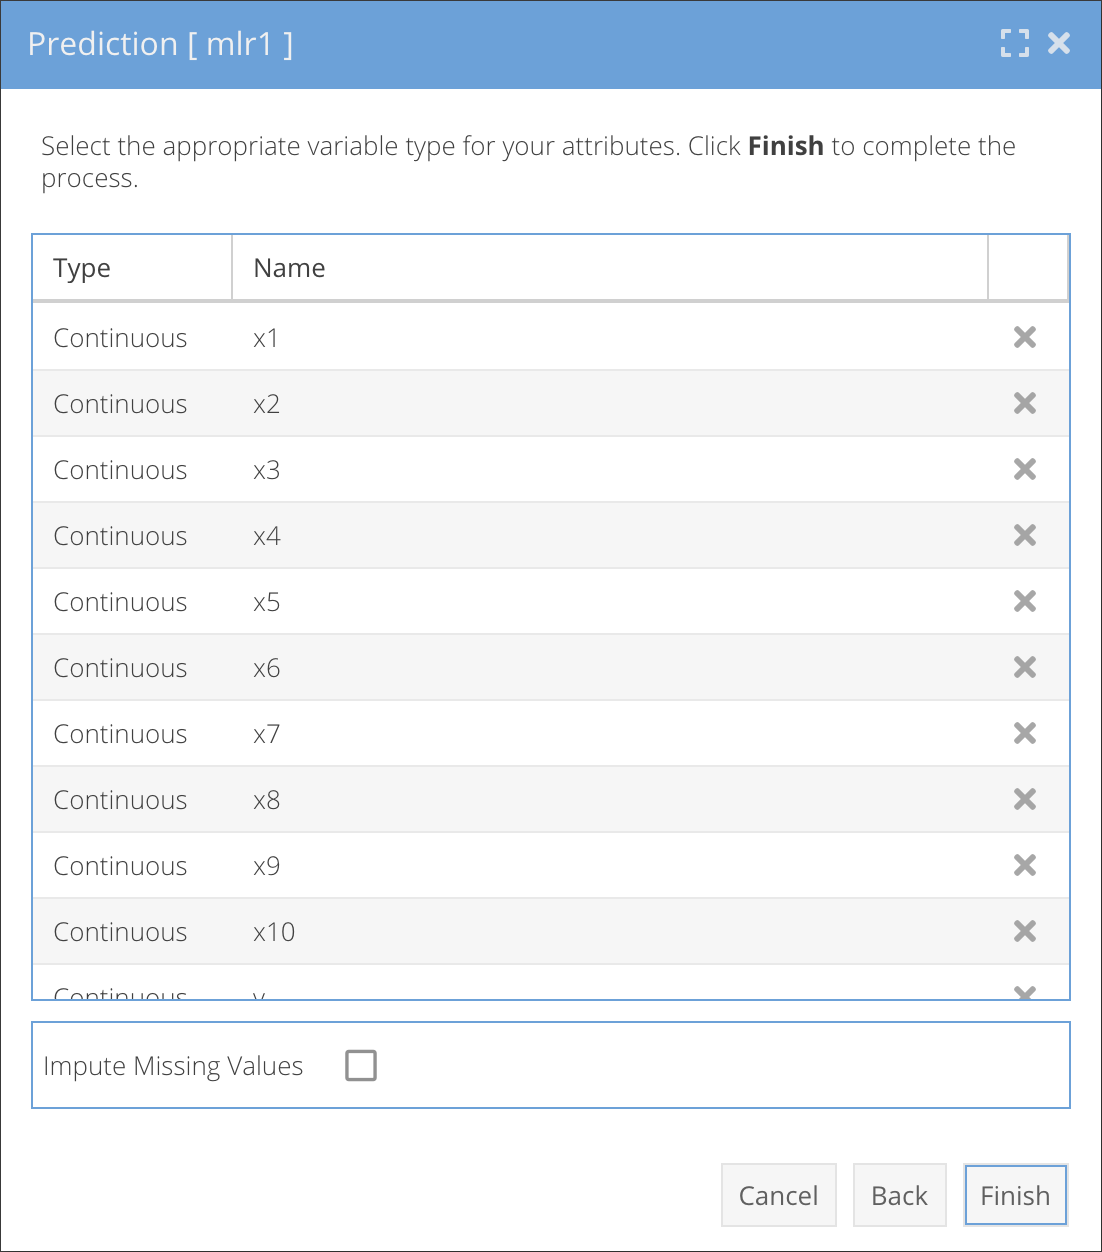 Prediction [ mlr1 ]
Select the appropriate variable type for your attributes. Click Finish to complete the
process.
Type Name
Continuous x1
Continuous x2
Continuous x3
Continuous x4
Continuous x5
Continuous x6
Continuous x7
Continuous x8
Continuous x9
Continuous x10
Continuous y
Impute Missing Values
Cancel Back Finish